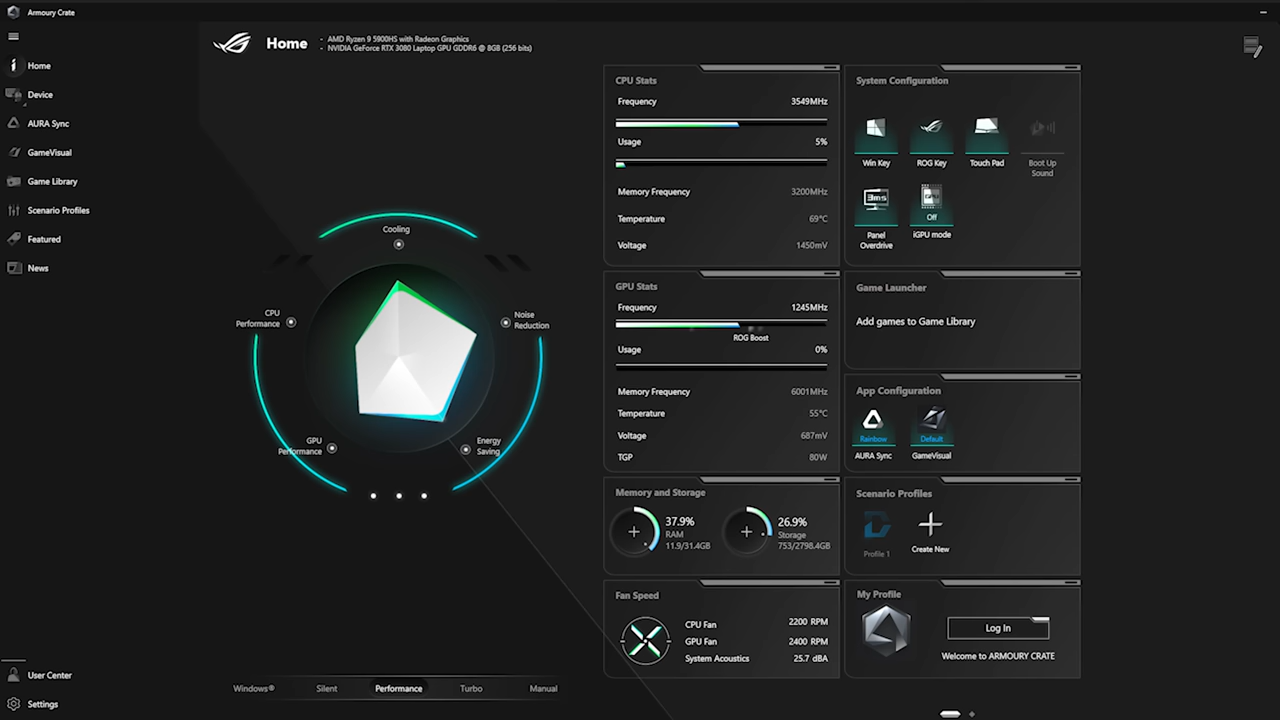 Armoury Crate
Home
Device
AURA Sync
GameVisual
Game Library
Scenario Profiles
Featured
News
User Center
Settings
Home
- AMD Ryzen 9 5900HS with Radeon Graphics
- NVIDIA GeForce RTX 3080 Laptop GPU GDDR6 @ 8GB (256 bits)
Cooling
CPU
Performance
Noise
Reduction
GPU
Performance
Energy
Saving
Windows® Silent Performance Turbo Manual
CPU Stats
Frequency 3549MHz
Usage 5%
Memory Frequency 3200MHz
Temperature 69°C
Voltage 1450mV
GPU Stats
Frequency 1245MHz
ROG Boost
Usage 0%
Memory Frequency 6001MHz
Temperature 55°C
Voltage 687mV
TGP 80W
Memory and Storage
37.9%
RAM
11.9/31.4GB
26.9%
Storage
753/2798.4GB
Fan Speed
CPU Fan 2200 RPM
GPU Fan 2400 RPM
System Acoustics 25.7 dBA
System Configuration
Win Key
ROG Key
Touch Pad
Boot Up
Sound
3ms
Panel
Overdrive
GPU
Off
iGPU mode
Game Launcher
Add games to Game Library
App Configuration
Rainbow
AURA Sync
Default
GameVisual
Scenario Profiles
Profile 1
Create New
My Profile
Log In
Welcome to ARMOURY CRATE